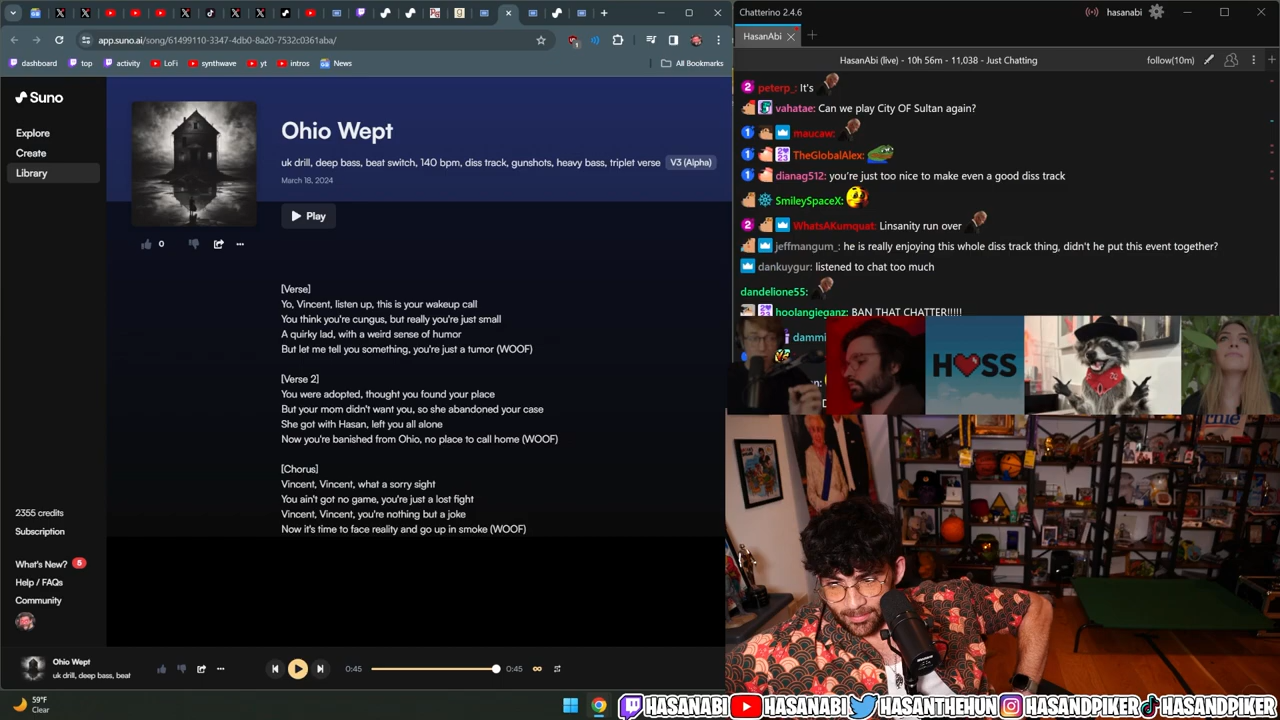 Chatterino 2.4.6
hasanabi
HasanAbi
app.suno.ai/song/61499110-3347-4db0-8a20-7532c0361aba/
dashboard
top
activity
LoFi
synthwave
yt
intros
News
All Bookmarks
HasanAbi (live) - 10h 56m - 11,038 - Just Chatting
follow(10m)
Suno
Explore
Create
Library
Ohio Wept
uk drill, deep bass, beat switch, 140 bpm, diss track, gunshots, heavy bass, triplet verse
V3 (Alpha)
March 18, 2024
Play
0
[Verse]
Yo, Vincent, listen up, this is your wakeup call
You think you're cungus, but really you're just small
A quirky lad, with a weird sense of humor
But let me tell you something, you're just a tumor (WOOF)
[Verse 2]
You were adopted, thought you found your place
But your mom didn't want you, so she abandoned your case
She got with Hasan, left you all alone
Now you're banished from Ohio, no place to call home (WOOF)
[Chorus]
Vincent, Vincent, what a sorry sight
You ain't got no game, you're just a lost fight
Vincent, Vincent, you're nothing but a joke
Now it's time to face reality and go up in smoke (WOOF)
2355 credits
Subscription
What's New? 5
Help / FAQs
Community
Ohio Wept
uk drill, deep bass, beat
0:45
0:45
59°F
Clear
2 peterp_: It's
vahatae: Can we play City OF Sultan again?
1 maucaw:
1 TheGlobalAlex:
1 dianag512: you're just too nice to make even a good diss track
SmileySpaceX:
2 WhatsAKumquat: Linsanity run over
jeffmangum_: he is really enjoying this whole diss track thing, didn't he put this event together?
dankuygur: listened to chat too much
dandelione55:
hoolangieganz: BAN THAT CHATTER!!!!!
dammi
H SS
HASANABI
HASANABI
HASANTHEHUN
HASANDPIKER
HASANDPIKER